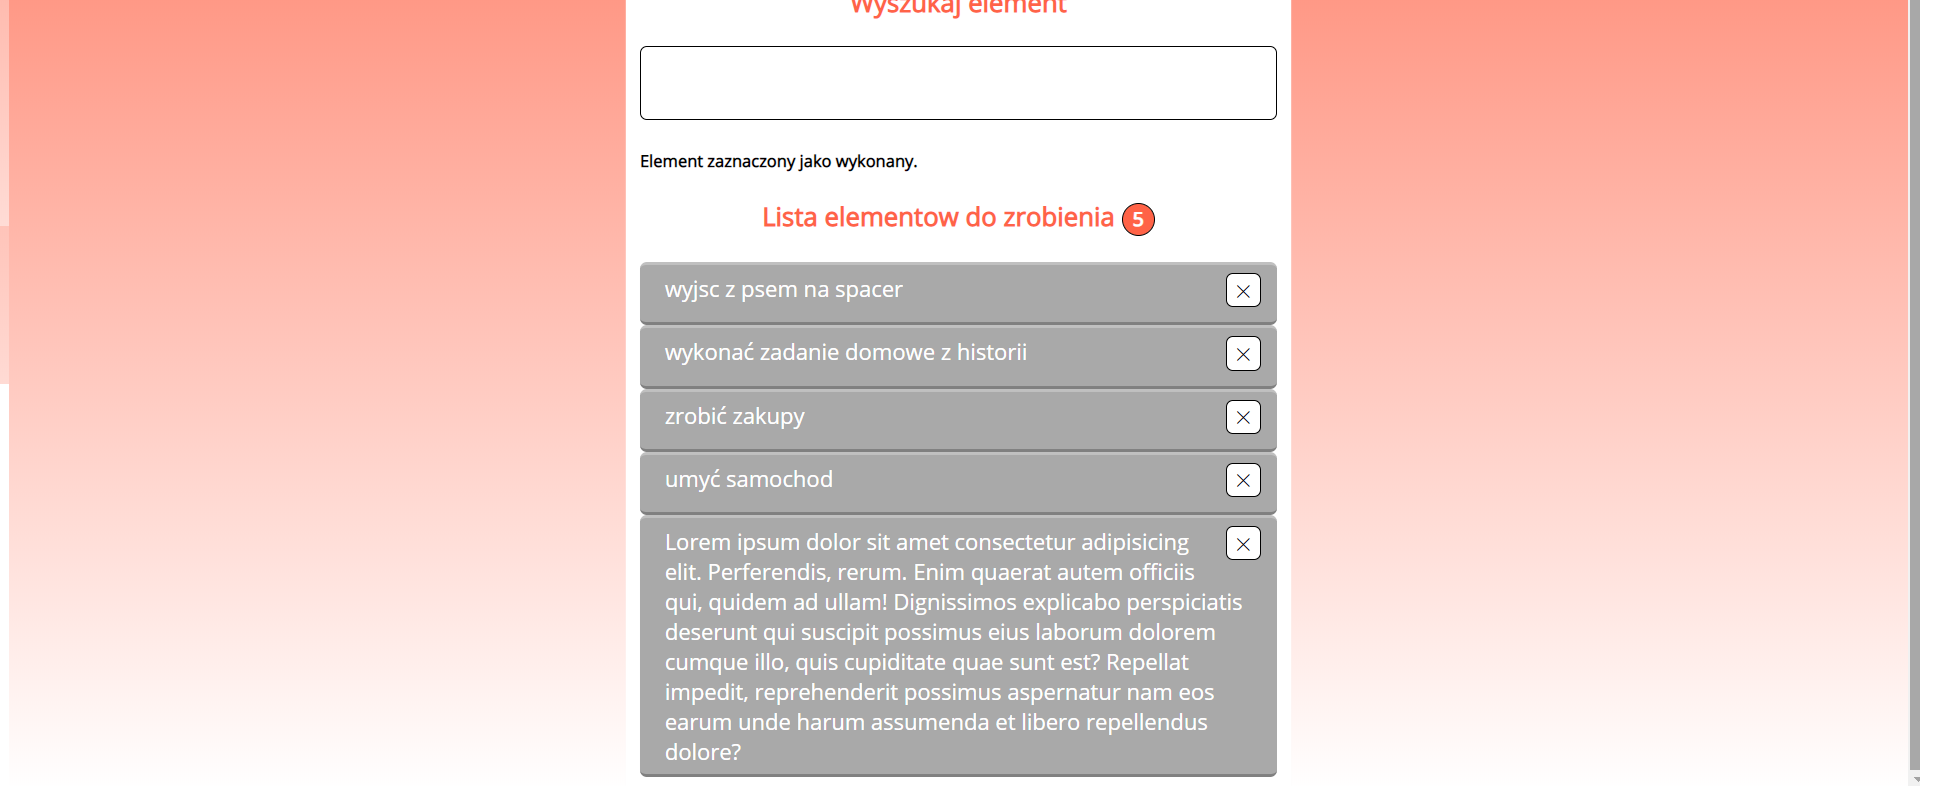 Wyszukaj element
Element zaznaczony jako wykonany.
Lista elementow do zrobienia 5
wyjsc z psem na spacer
wykonać zadanie domowe z historii
zrobić zakupy
umyć samochod
Lorem ipsum dolor sit amet consectetur adipisicing
elit. Perferendis, rerum. Enim quaerat autem officiis
qui, quidem ad ullam! Dignissimos explicabo perspiciatis
deserunt qui suscipit possimus eius laborum dolorem
cumque illo, quis cupiditate quae sunt est? Repellat
impedit, reprehenderit possimus aspernatur nam eos
earum unde harum assumenda et libero repellendus
dolore?